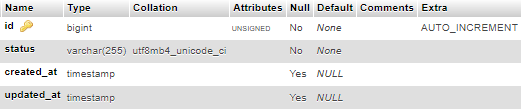 Name Type Collation Attributes Null Default Comments Extra
id bigint UNSIGNED No None AUTO_INCREMENT
status varchar(255) utf8mb4_unicode_ci No None
created_at timestamp Yes NULL
updated_at timestamp Yes NULL